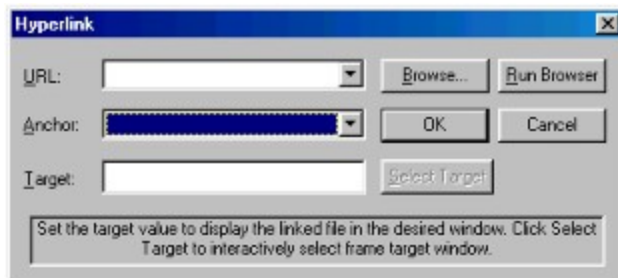 Hyperlink
URL: Browse... Run Browser
Anchor: OK Cancel
Target: Select Target
Set the target value to display the linked file in the desired window. Click Select
Target to interactively select frame target window.